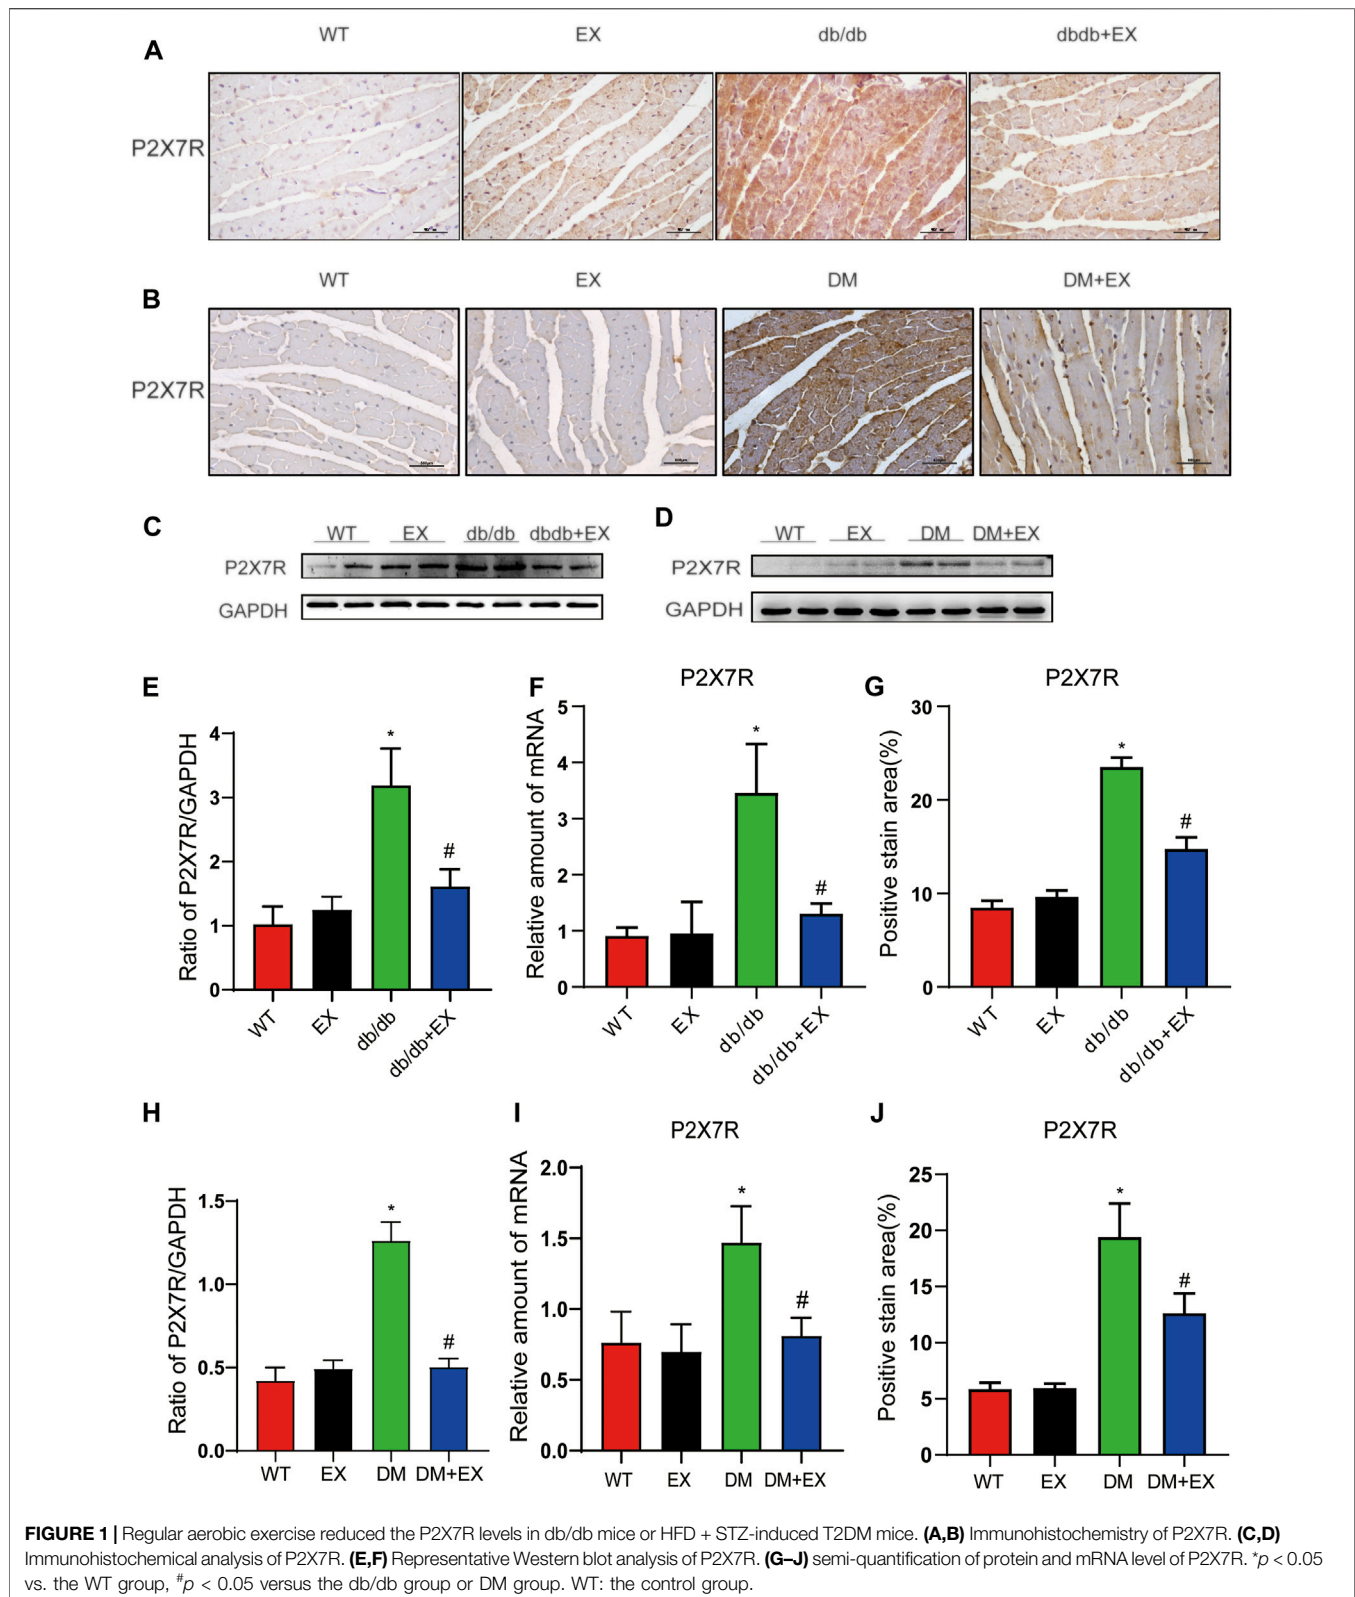 A
WT EX db/db dbdb+EX
P2X7R
B
WT EX DM DM+EX
P2X7R
C
WT EX db/db dbdb+EX
P2X7R
GAPDH
D
WT EX DM DM+EX
P2X7R
GAPDH
E
Ratio of P2X7R/GAPDH
4
3
2
1
0
*
#
WT EX db/db db/db+EX
F
P2X7R
Relative amount of mRNA
5
4
3
2
1
0
*
#
WT EX db/db db/db+EX
G
P2X7R
Positive stain area(%)
30
20
10
0
*
#
WT EX db/db db/db+EX
H
Ratio of P2X7R/GAPDH
1.5
1.0
0.5
0.0
*
#
WT EX DM DM+EX
I
P2X7R
Relative amount of mRNA
2.0
1.5
1.0
0.5
0.0
*
#
WT EX DM DM+EX
J
P2X7R
Positive stain area(%)
25
20
15
10
5
0
*
#
WT EX DM DM+EX
FIGURE 1 | Regular aerobic exercise reduced the P2X7R levels in db/db mice or HFD + STZ-induced T2DM mice. (A,B) Immunohistochemistry of P2X7R. (C,D)
Immunohistochemical analysis of P2X7R. (E,F) Representative Western blot analysis of P2X7R. (G–J) semi-quantification of protein and mRNA level of P2X7R. *p < 0.05
vs. the WT group, #p < 0.05 versus the db/db group or DM group. WT: the control group.